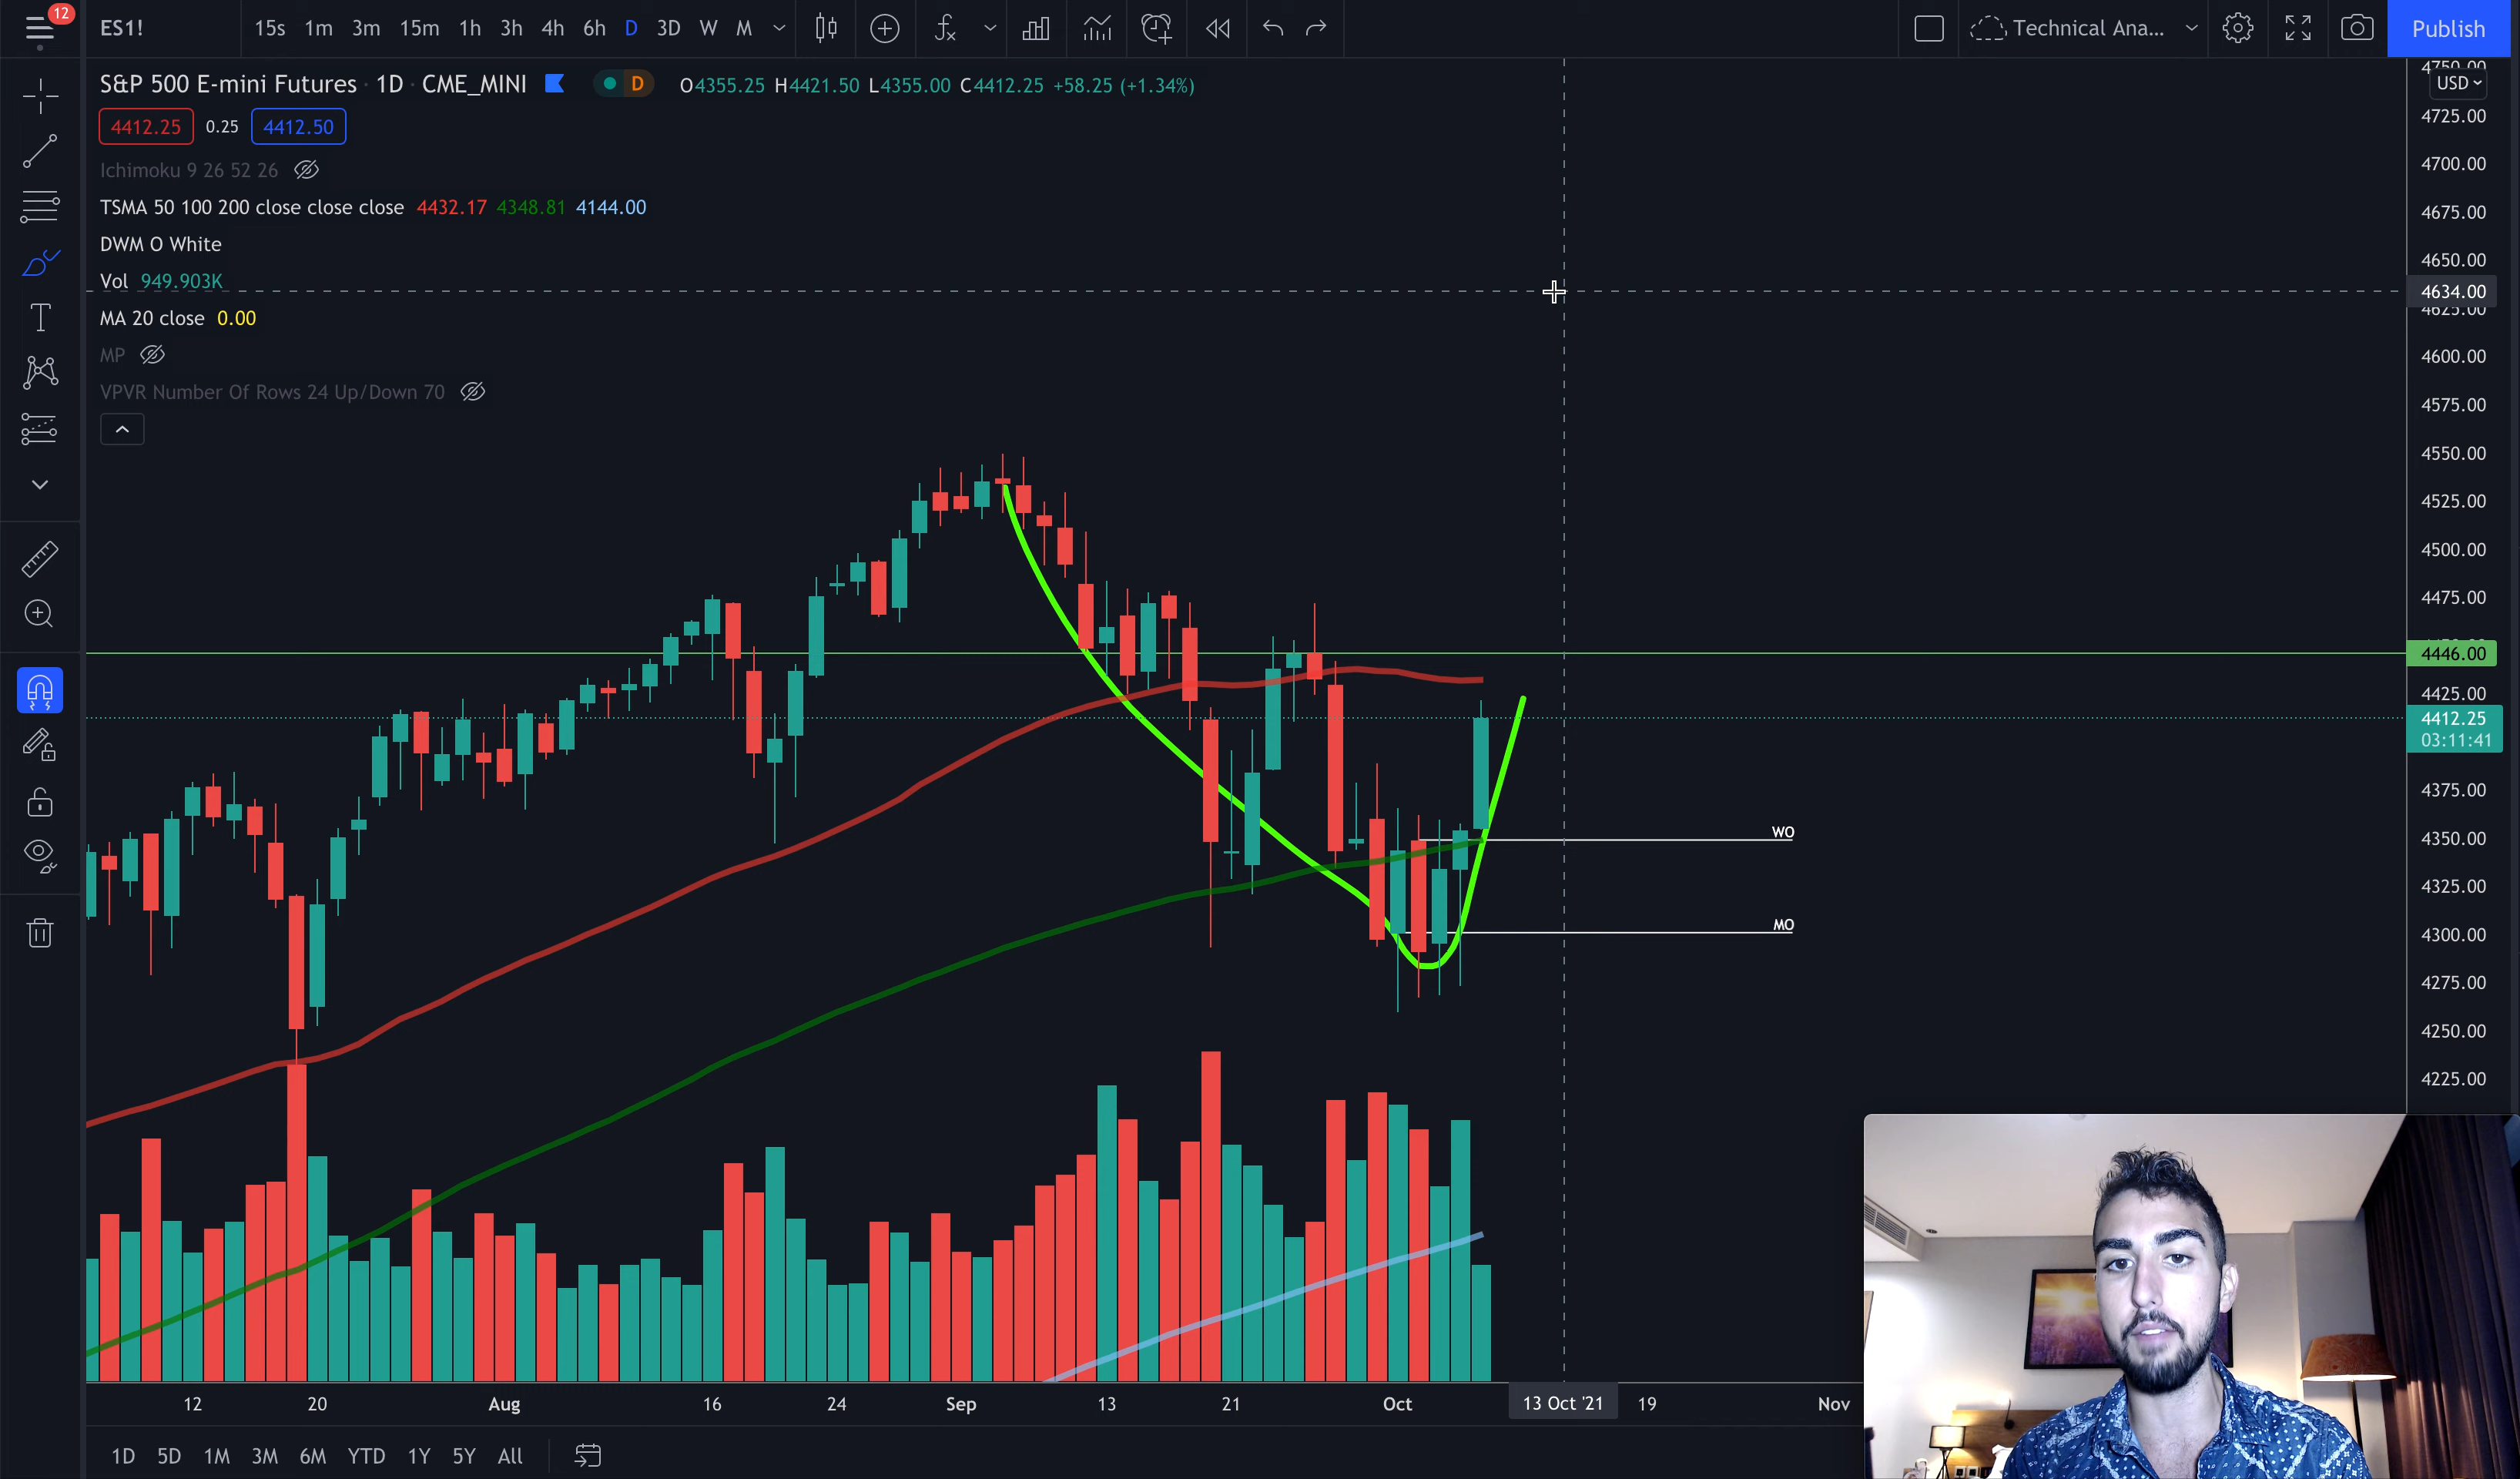 12
ES1! 15s 1m 3m 15m 1h 3h 4h 6h D 3D W M Technical Ana... Publish
S&P 500 E-mini Futures · 1D · CME_MINI D O4355.25 H4421.50 L4355.00 C4412.25 +58.25 (+1.34%)
4412.25 0.25 4412.50
Ichimoku 9 26 52 26
TSMA 50 100 200 close close close 4432.17 4348.81 4144.00
DWM O White
Vol 949.903K
MA 20 close 0.00
MP
VPVR Number Of Rows 24 Up/Down 70
4750.00
USD
4725.00
4700.00
4675.00
4650.00
4634.00
4625.00
4600.00
4575.00
4550.00
4525.00
4500.00
4475.00
4446.00
4425.00
4412.25
03:11:41
4375.00
WO
4350.00
4325.00
MO
4300.00
4275.00
4250.00
4225.00
12 20 Aug 16 24 Sep 13 21 Oct 13 Oct '21 19 Nov
1D 5D 1M 3M 6M YTD 1Y 5Y All